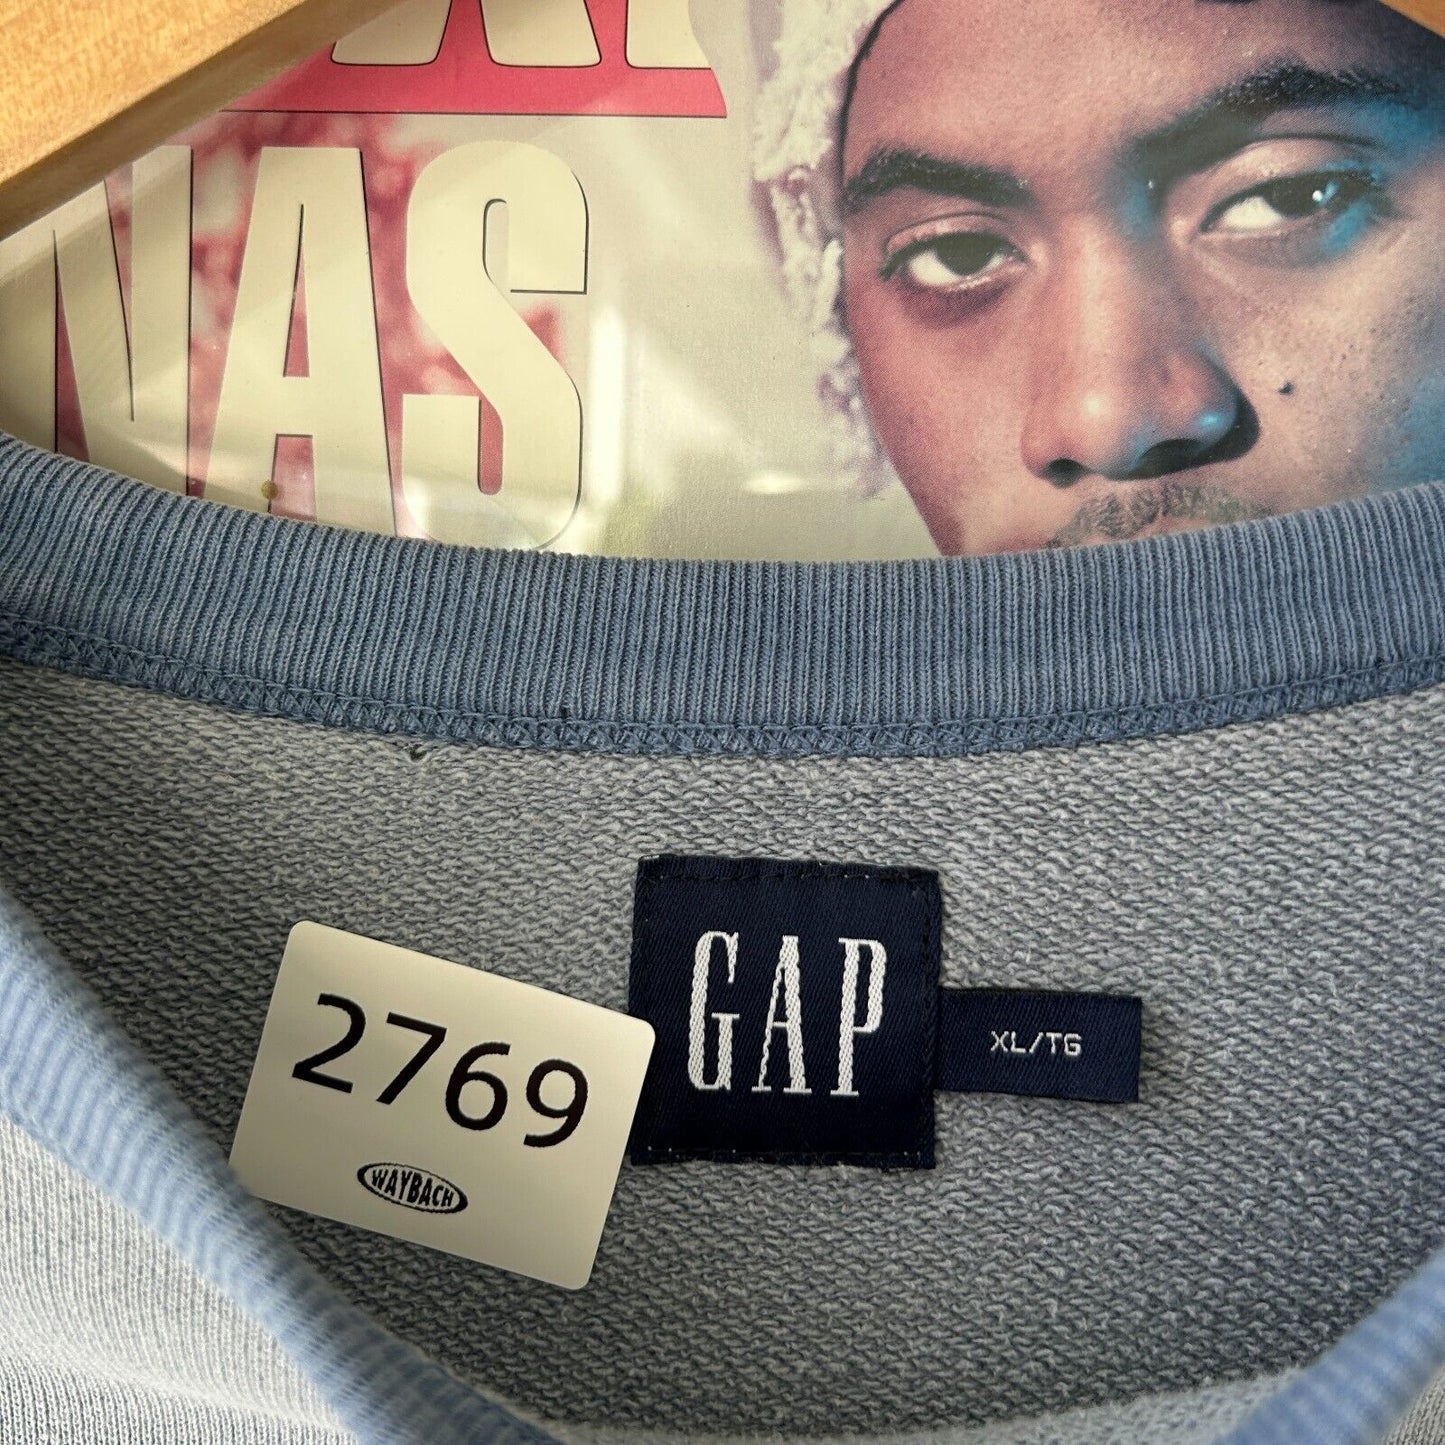 NAS
GAP
XL/TG
2769
WAYBACH